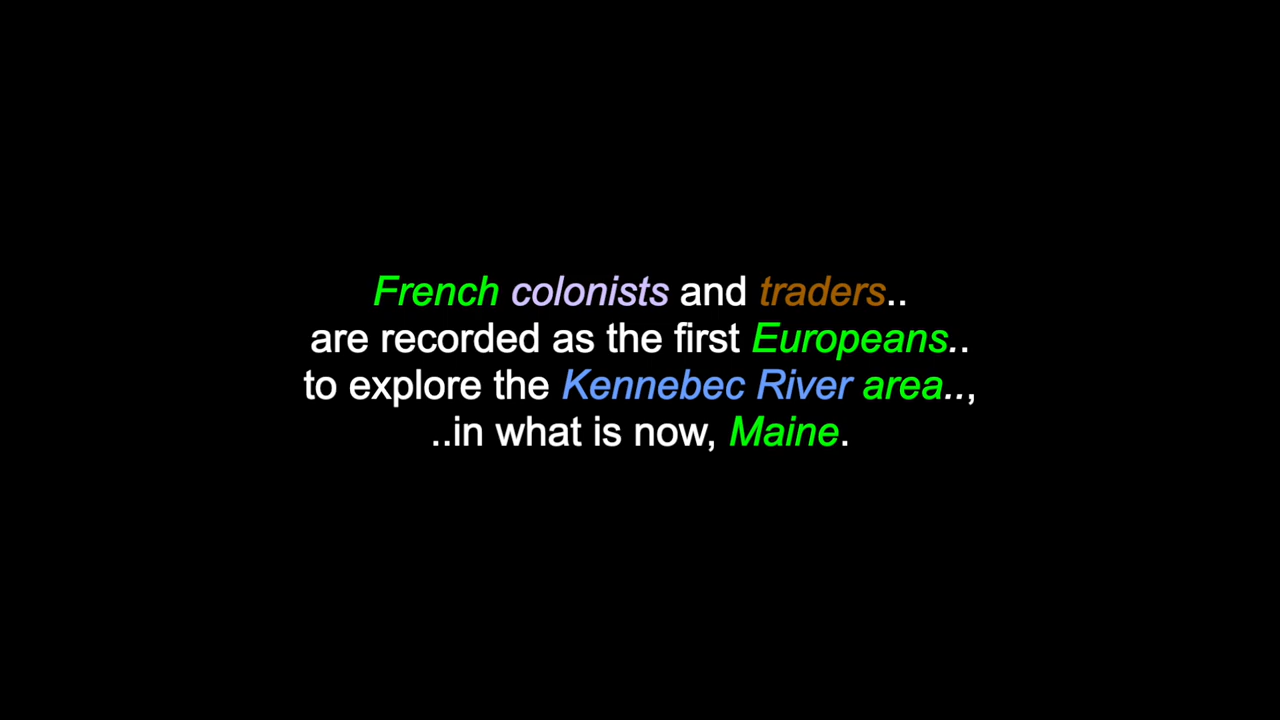 French colonists and traders..
are recorded as the first Europeans..
to explore the Kennebec River area..,
..in what is now, Maine.